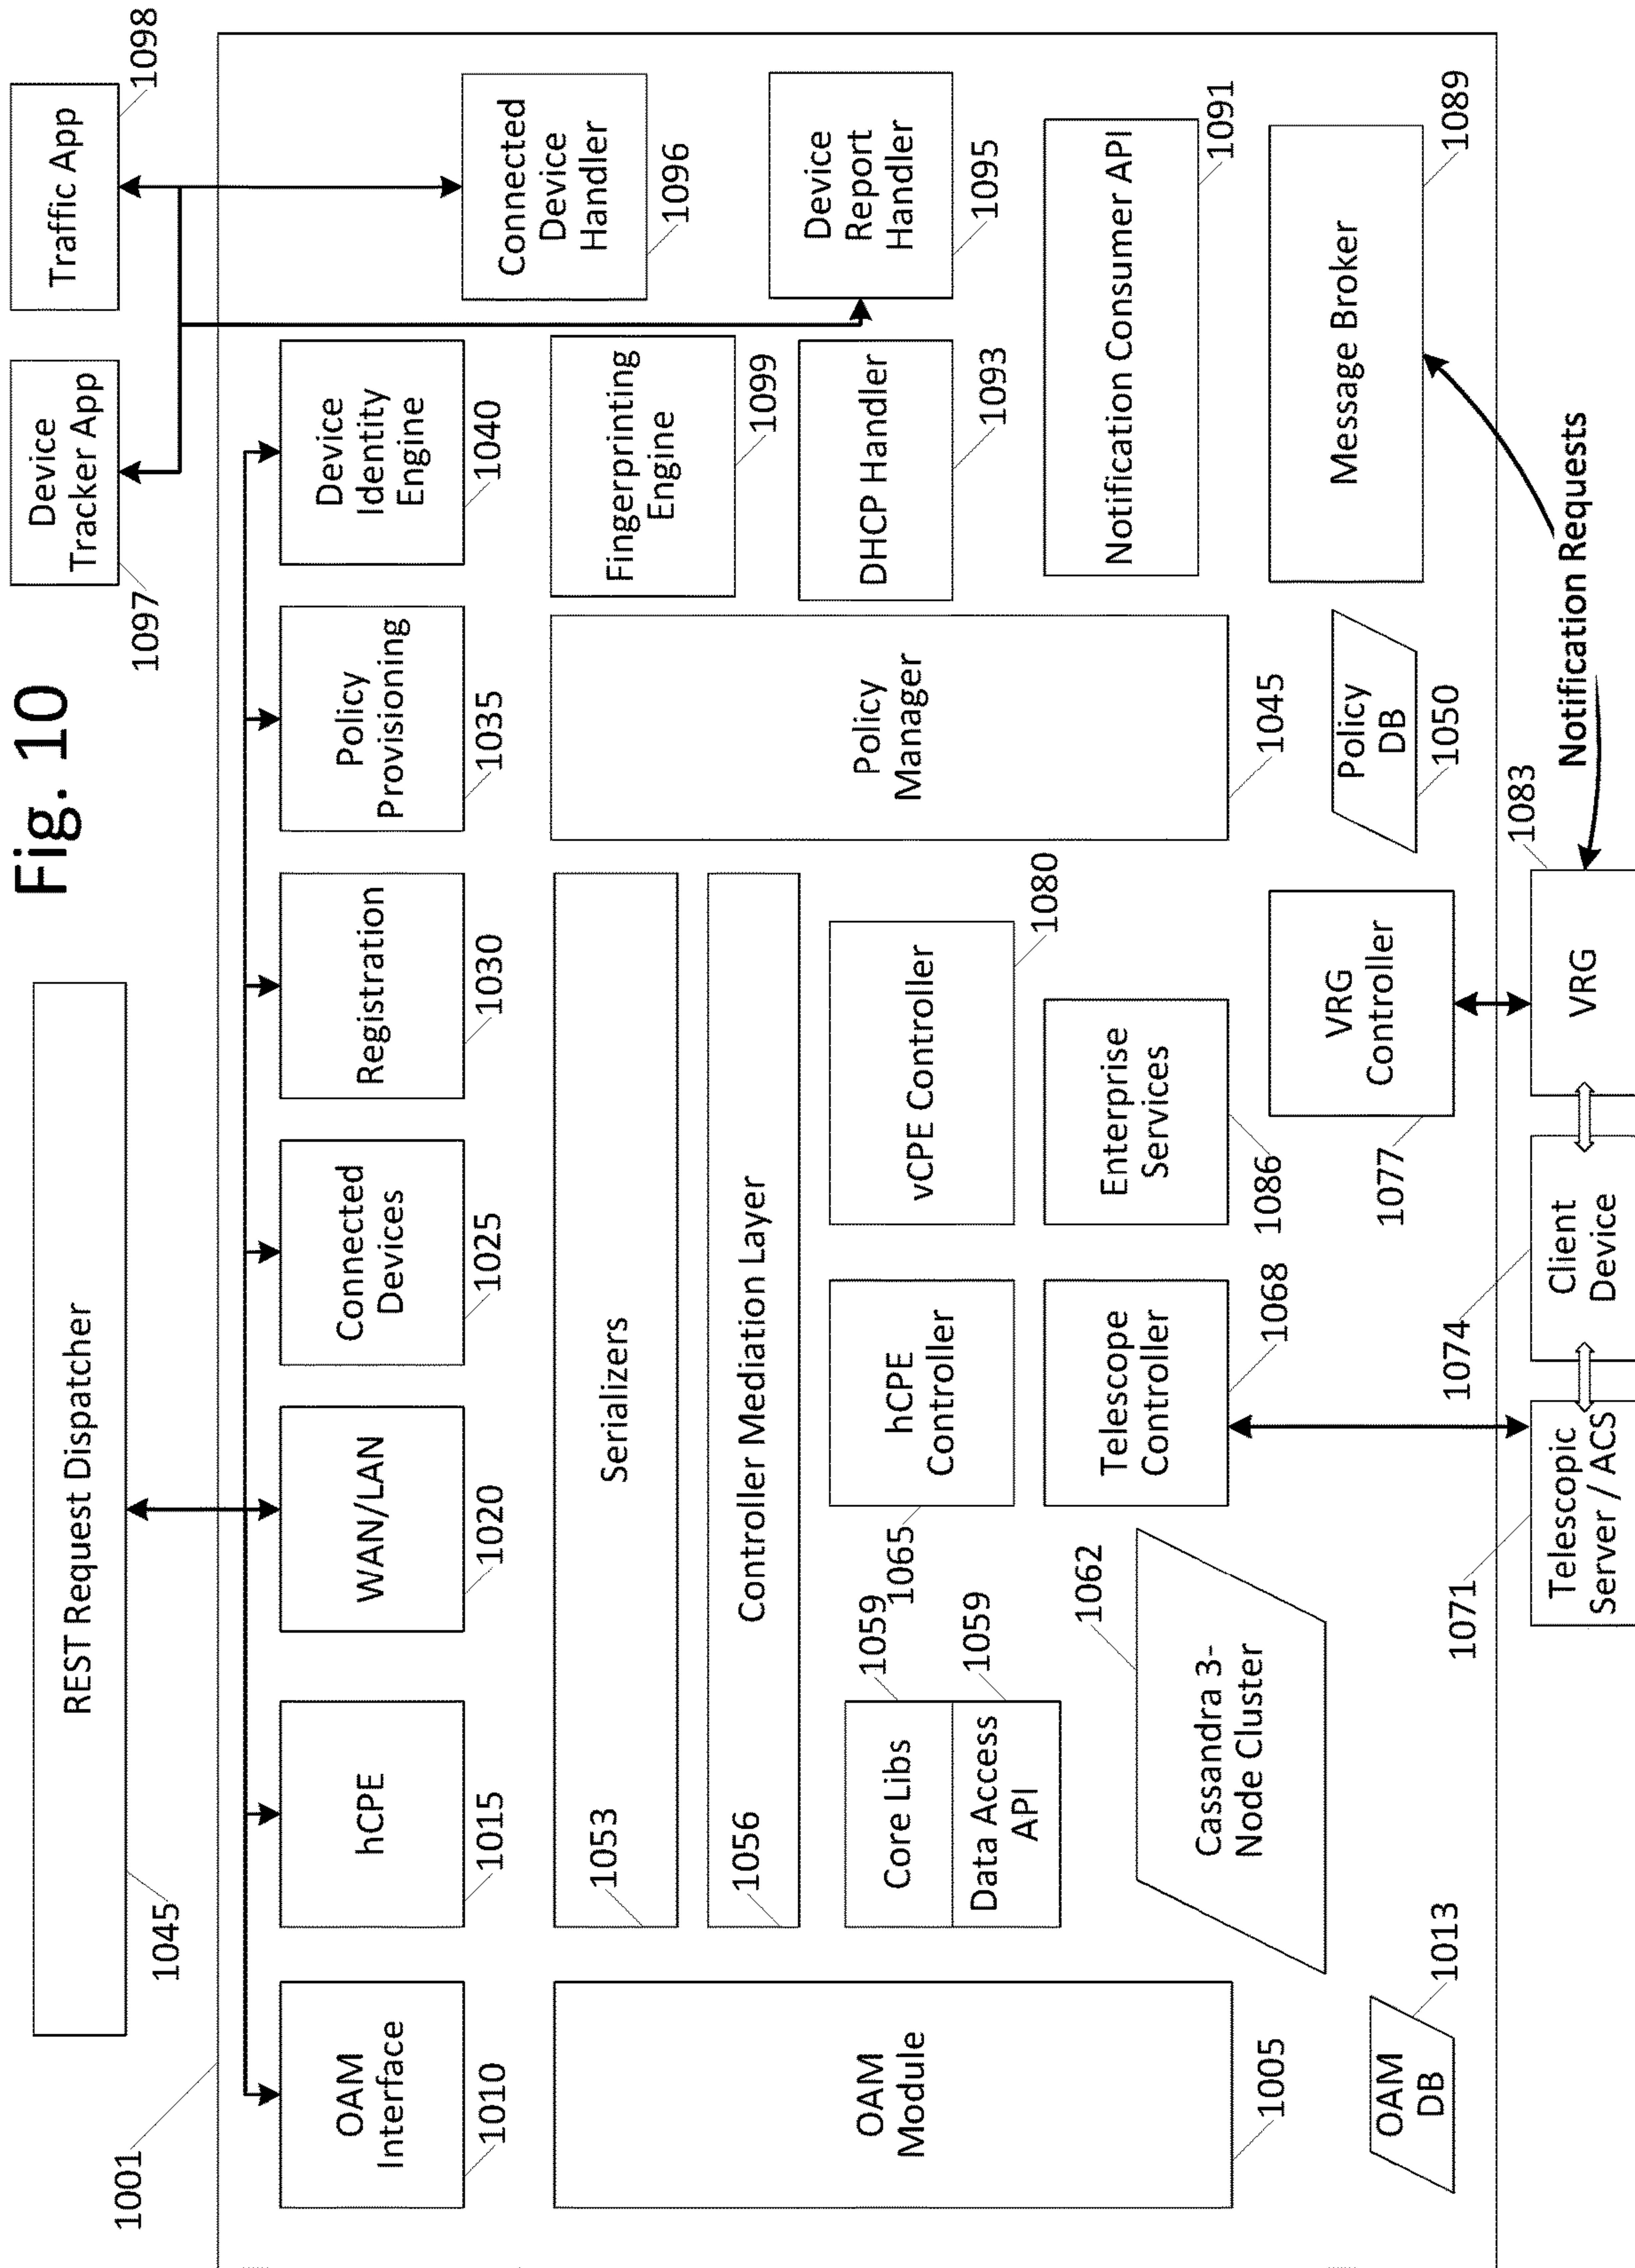 Fig. 10
REST Request Dispatcher
1045
Device
Tracker App
1097
Traffic App
1098
1001
OAM
Interface
1010
hCPE
1015
WAN/LAN
1020
Connected
Devices
1025
Registration
1030
Policy
Provisioning
1035
Device
Identity
Engine
1040
Connected
Device
Handler
1096
OAM
Module
1005
Serializers
1053
Controller Mediation Layer
1056
Policy
Manager
1045
Fingerprinting
Engine
1099
DHCP Handler
1093
Device
Report
Handler
1095
Core Libs
1059
Data Access
API
1059
hCPE
Controller
1065
vCPE Controller
1080
Cassandra 3-
Node Cluster
1062
Telescope
Controller
1068
Enterprise
Services
1086
Notification Consumer API
1091
OAM
DB
1013
VRG
Controller
1077
Policy
DB
1050
Message Broker
1089
Telescopic
Server / ACS
1071
Client
Device
1074
VRG
1083
Notification Requests